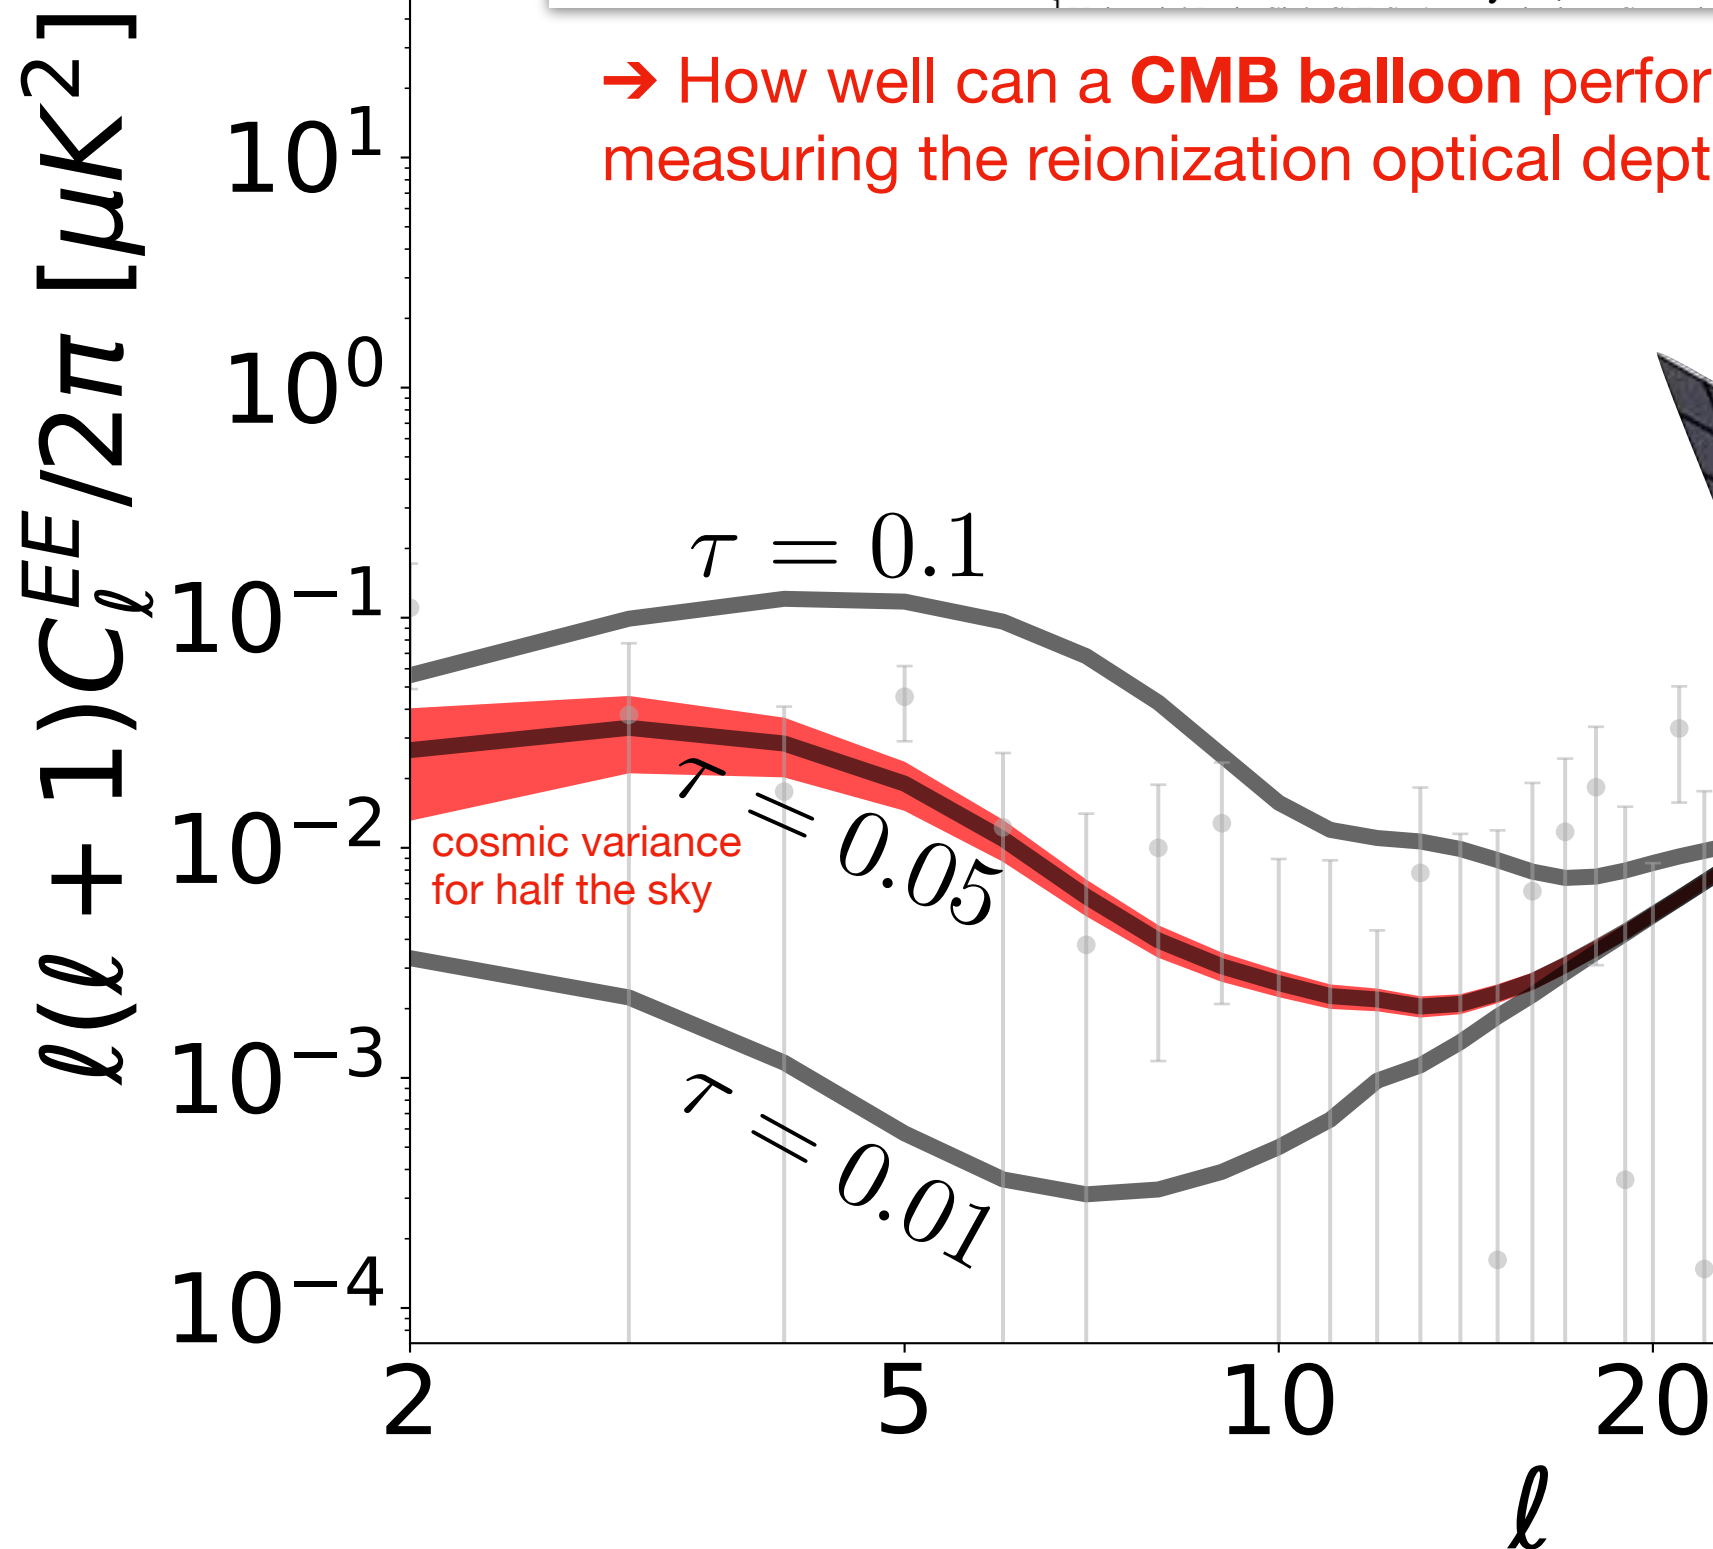 ➔ How well can a CMB balloon perfor
measuring the reionization optical dept
ℓ(ℓ + 1)C_ℓ^{EE}/2π [μK²]
10¹
10⁰
10⁻¹
10⁻²
10⁻³
10⁻⁴
τ = 0.1
τ = 0.05
cosmic variance
for half the sky
τ = 0.01
2 5 10 20
ℓ